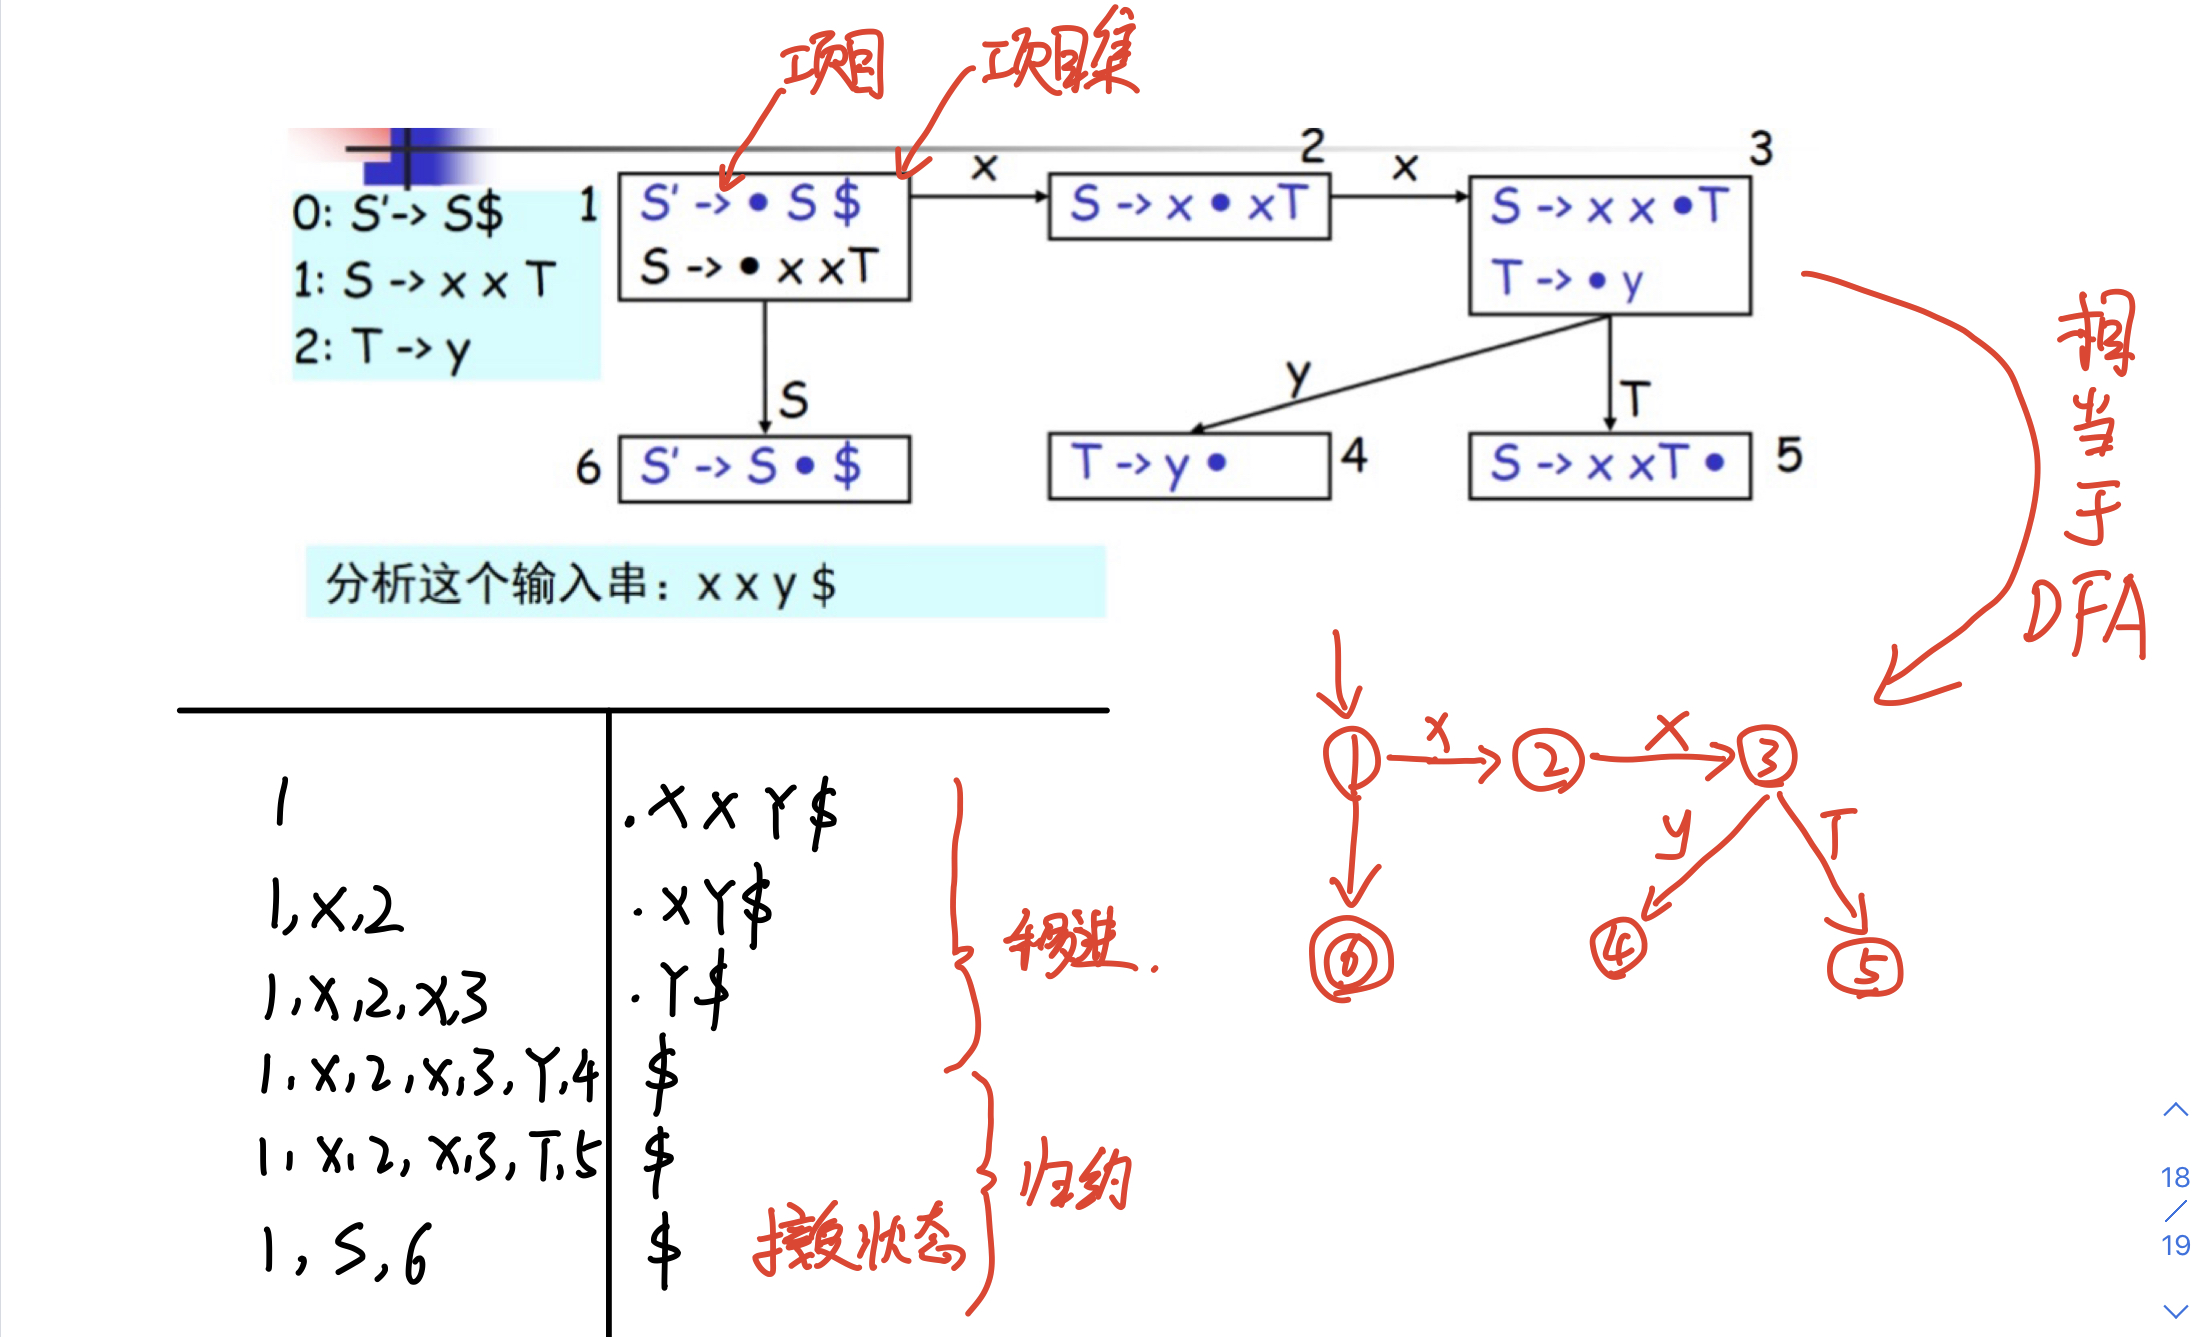 项目 项目集
0: S'-> S$
1: S -> x x T
2: T -> y
1
S' -> • S $
S -> • x xT
x
2
S -> x • xT
x
3
S -> x x •T
T -> • y
S
y
T
6
S' -> S • $
T -> y •
4
S -> x xT •
5
相当于DFA
分析这个输入串：x x y $
1 .X X Y $
1,X,2 . X Y $
1,X,2,X,3 . Y $
1,X,2,X,3,Y,4 $
1,X,2,X,3,T,5 $
1,S,6 $
移进.
归约
接受状态
1 x 2 x 3
y T
6 4 5
18
/
19